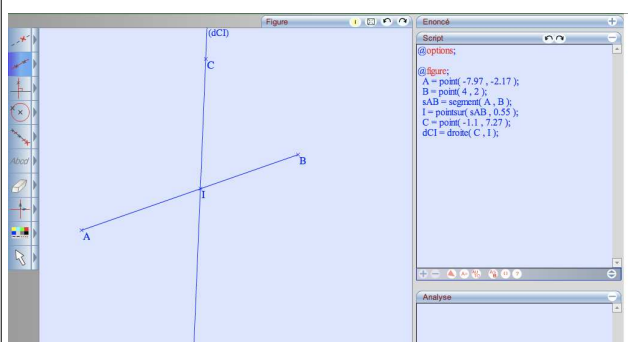 Figure
Enoncé
Script
(dCI)
C
B
I
A
Abcd
@options;
@figure;
A = point( -7.97 , -2.17 );
B = point( 4 , 2 );
sAB = segment( A , B );
I = pointsur( sAB , 0.55 );
C = point( -1.1 , 7.27 );
dCI = droite( C , I );
Analyse